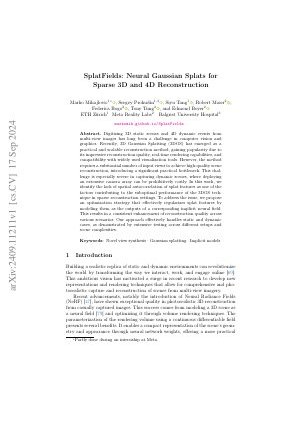 SplatFields: Neural Gaussian Splats for
Sparse 3D and 4D Reconstruction
Marko Mihajlovic, Sergey Prokudin, Siyu Tang, Robert Maier,
Federica Bogo, Tony Tung, and Edmond Boyer
ETH Zürich Meta Reality Labs Balgrist University Hospital
markomih.github.io/SplatFields
Abstract. Digitizing 3D static scenes and 4D dynamic events from
multi-view images has long been a challenge in computer vision and
graphics. Recently, 3D Gaussian Splatting (3DGS) has emerged as
a practical and scalable reconstruction method, gaining popularity due to
its impressive reconstruction quality, real-time rendering capabilities, and
compatibility with widely used visualization tools. However, the method
requires a substantial number of input views to achieve high-quality scene
reconstruction, introducing a significant practical bottleneck. This challenge
is especially severe in capturing dynamic scenes, where deploying
an extensive camera array can be prohibitively costly. In this work, we
identify the lack of spatial autocorrelation of splat features as one of the
factors contributing to the suboptimal performance of the 3DGS technique
in sparse reconstruction settings. To address the issue, we propose
an optimization strategy that effectively regularizes splat features by
modeling them as the outputs of a corresponding implicit neural field.
This results in a consistent enhancement of reconstruction quality across
various scenarios. Our approach effectively handles static and dynamic
cases, as demonstrated by extensive testing across different setups and
scene complexities.
Keywords: Novel view synthesis · Gaussian splatting · Implicit models
1 Introduction
Building a realistic replica of static and dynamic environments can revolutionize
the world by transforming the way we interact, work, and engage online
This ambitious vision has motivated a surge in recent research to develop new
representations and rendering techniques that allow for comprehensive and photorealistic
capture and reconstruction of scenes from multi-view imagery.
Recent advancements, notably the introduction of Neural Radiance Fields
(NeRF) have shown exceptional quality in photorealistic 3D reconstruction
from casually captured images. This success comes from modeling a 3D scene as
a neural field and optimizing it through volume rendering techniques. The
parameterization of the rendering volume using a continuous differentiable field
presents several benefits. It enables a compact representation of the scene's geometry
and appearance through neural network weights, offering a more practical
Partly done during an internship at Meta.
arXiv:2409.11211v1 [cs.CV] 17 Sep 2024